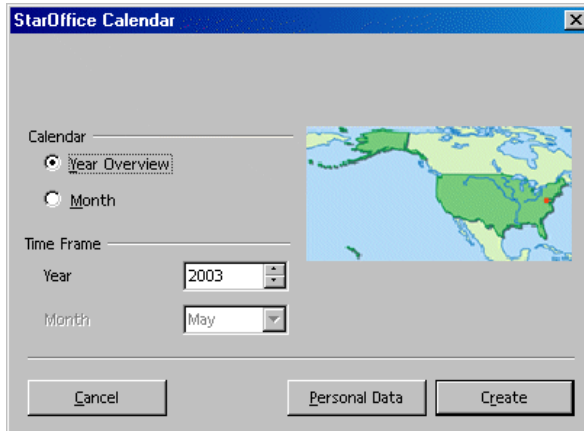 StarOffice Calendar
Calendar
Year Overview
Month
Time Frame
Year 2003
Month May
Cancel Personal Data Create